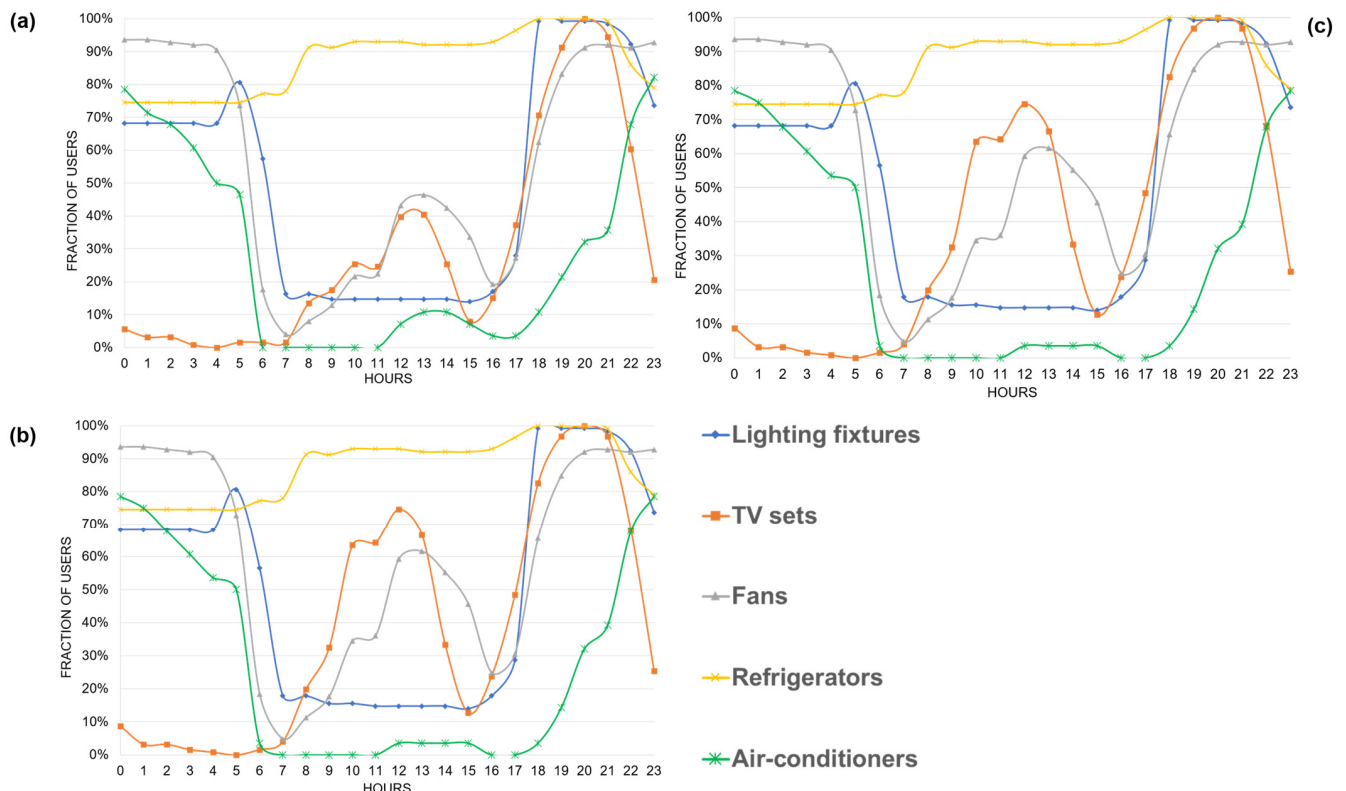 (a)
FRACTION OF USERS
100%
90%
80%
70%
60%
50%
40%
30%
20%
10%
0%
0 1 2 3 4 5 6 7 8 9 10 11 12 13 14 15 16 17 18 19 20 21 22 23
HOURS
(c)
FRACTION OF USERS
100%
90%
80%
70%
60%
50%
40%
30%
20%
10%
0%
0 1 2 3 4 5 6 7 8 9 10 11 12 13 14 15 16 17 18 19 20 21 22 23
HOURS
(b)
FRACTION OF USERS
100%
90%
80%
70%
60%
50%
40%
30%
20%
10%
0%
0 1 2 3 4 5 6 7 8 9 10 11 12 13 14 15 16 17 18 19 20 21 22 23
HOURS
Lighting fixtures
TV sets
Fans
Refrigerators
Air-conditioners